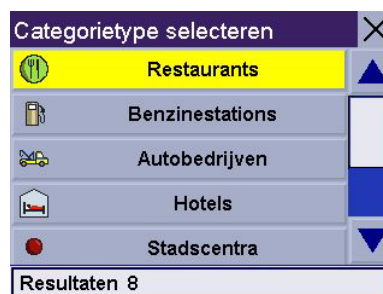 Categorietype selecteren
Restaurants
Benzinestations
Autobedrijven
Hotels
Stadscentra
Resultaten 8